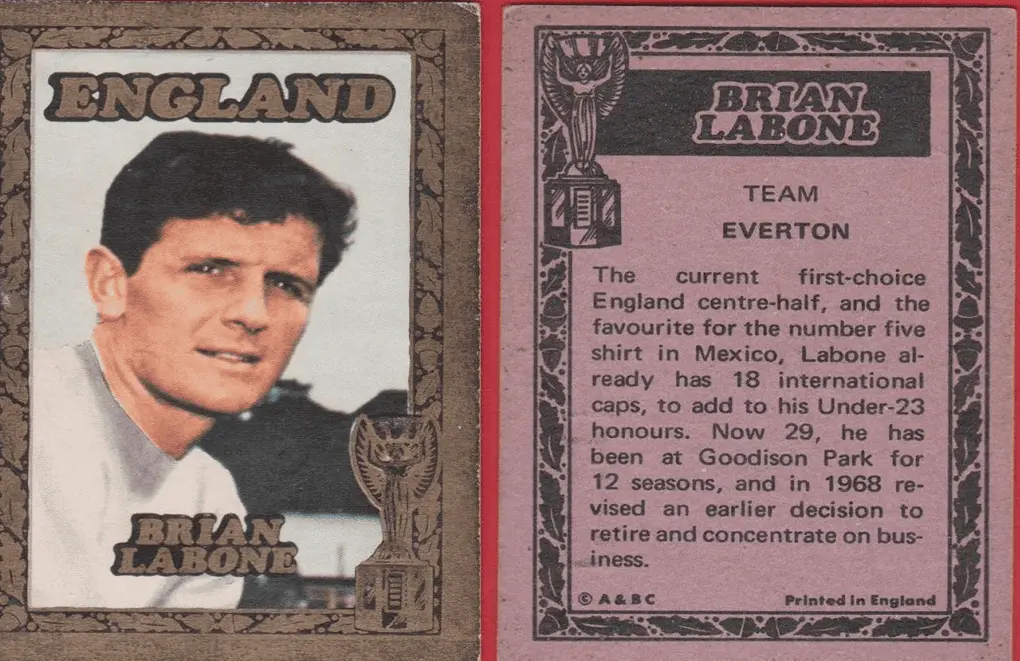 ENGLAND
BRIAN
LABONE
BRIAN
LABONE
TEAM
EVERTON
The current first-choice
England centre-half, and the
favourite for the number five
shirt in Mexico, Labone al-
ready has 18 international
caps, to add to his Under-23
honours. Now 29, he has
been at Goodison Park for
12 seasons, and in 1968 re-
vised an earlier decision to
retire and concentrate on bus-
iness.
© A & B C Printed in England